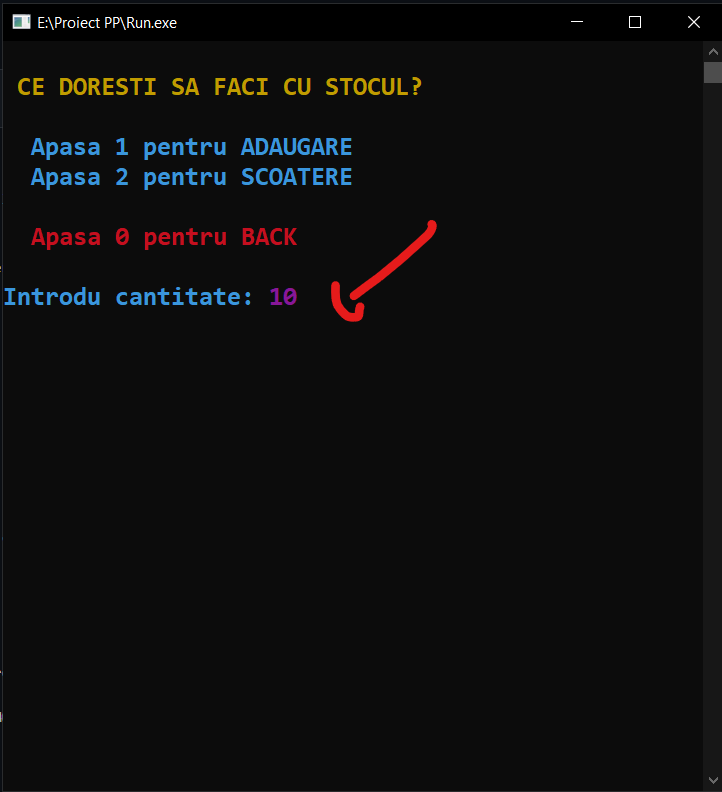 E:\Proiect PP\Run.exe
CE DORESTI SA FACI CU STOCUL?
Apasa 1 pentru ADAUGARE
Apasa 2 pentru SCOATERE
Apasa 0 pentru BACK
Introdu cantitate: 10